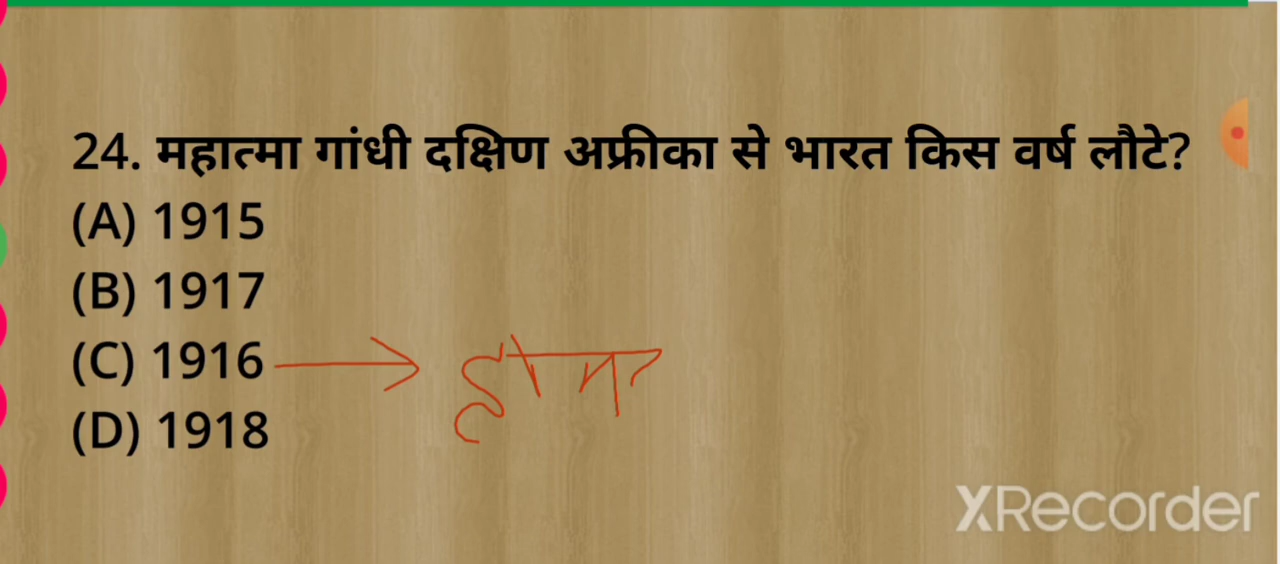 24. महात्मा गांधी दक्षिण अफ्रीका से भारत किस वर्ष लौटे?
(A) 1915
(B) 1917
(C) 1916
(D) 1918
XRecorder